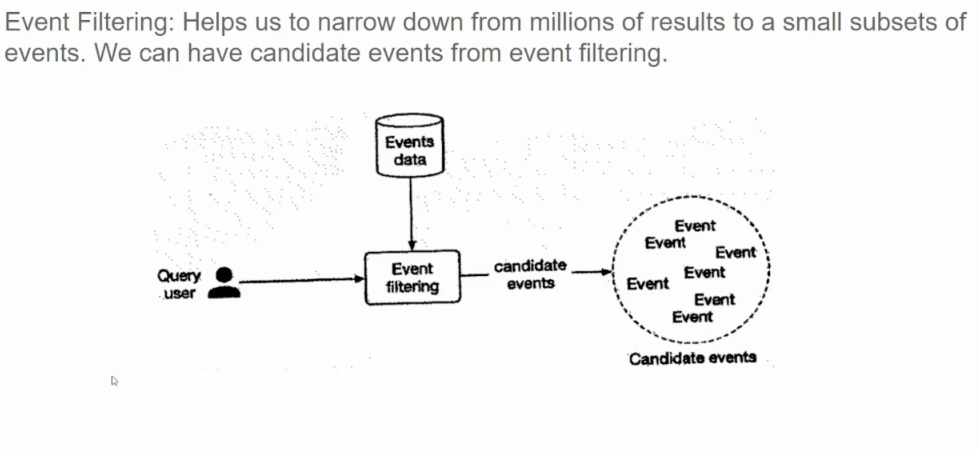 Event Filtering: Helps us to narrow down from millions of results to a small subsets of
events. We can have candidate events from event filtering.
Events
data
Query
user
Event
filtering
candidate
events
Event
Event
Event
Event
Event
Event
Event
Candidate events